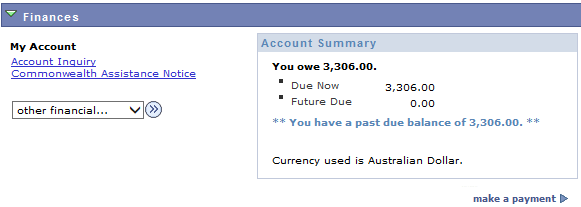 Finances
My Account
Account Inquiry
Commonwealth Assistance Notice
other financial...
Account Summary
You owe 3,306.00.
Due Now 3,306.00
Future Due 0.00
** You have a past due balance of 3,306.00. **
Currency used is Australian Dollar.
make a payment